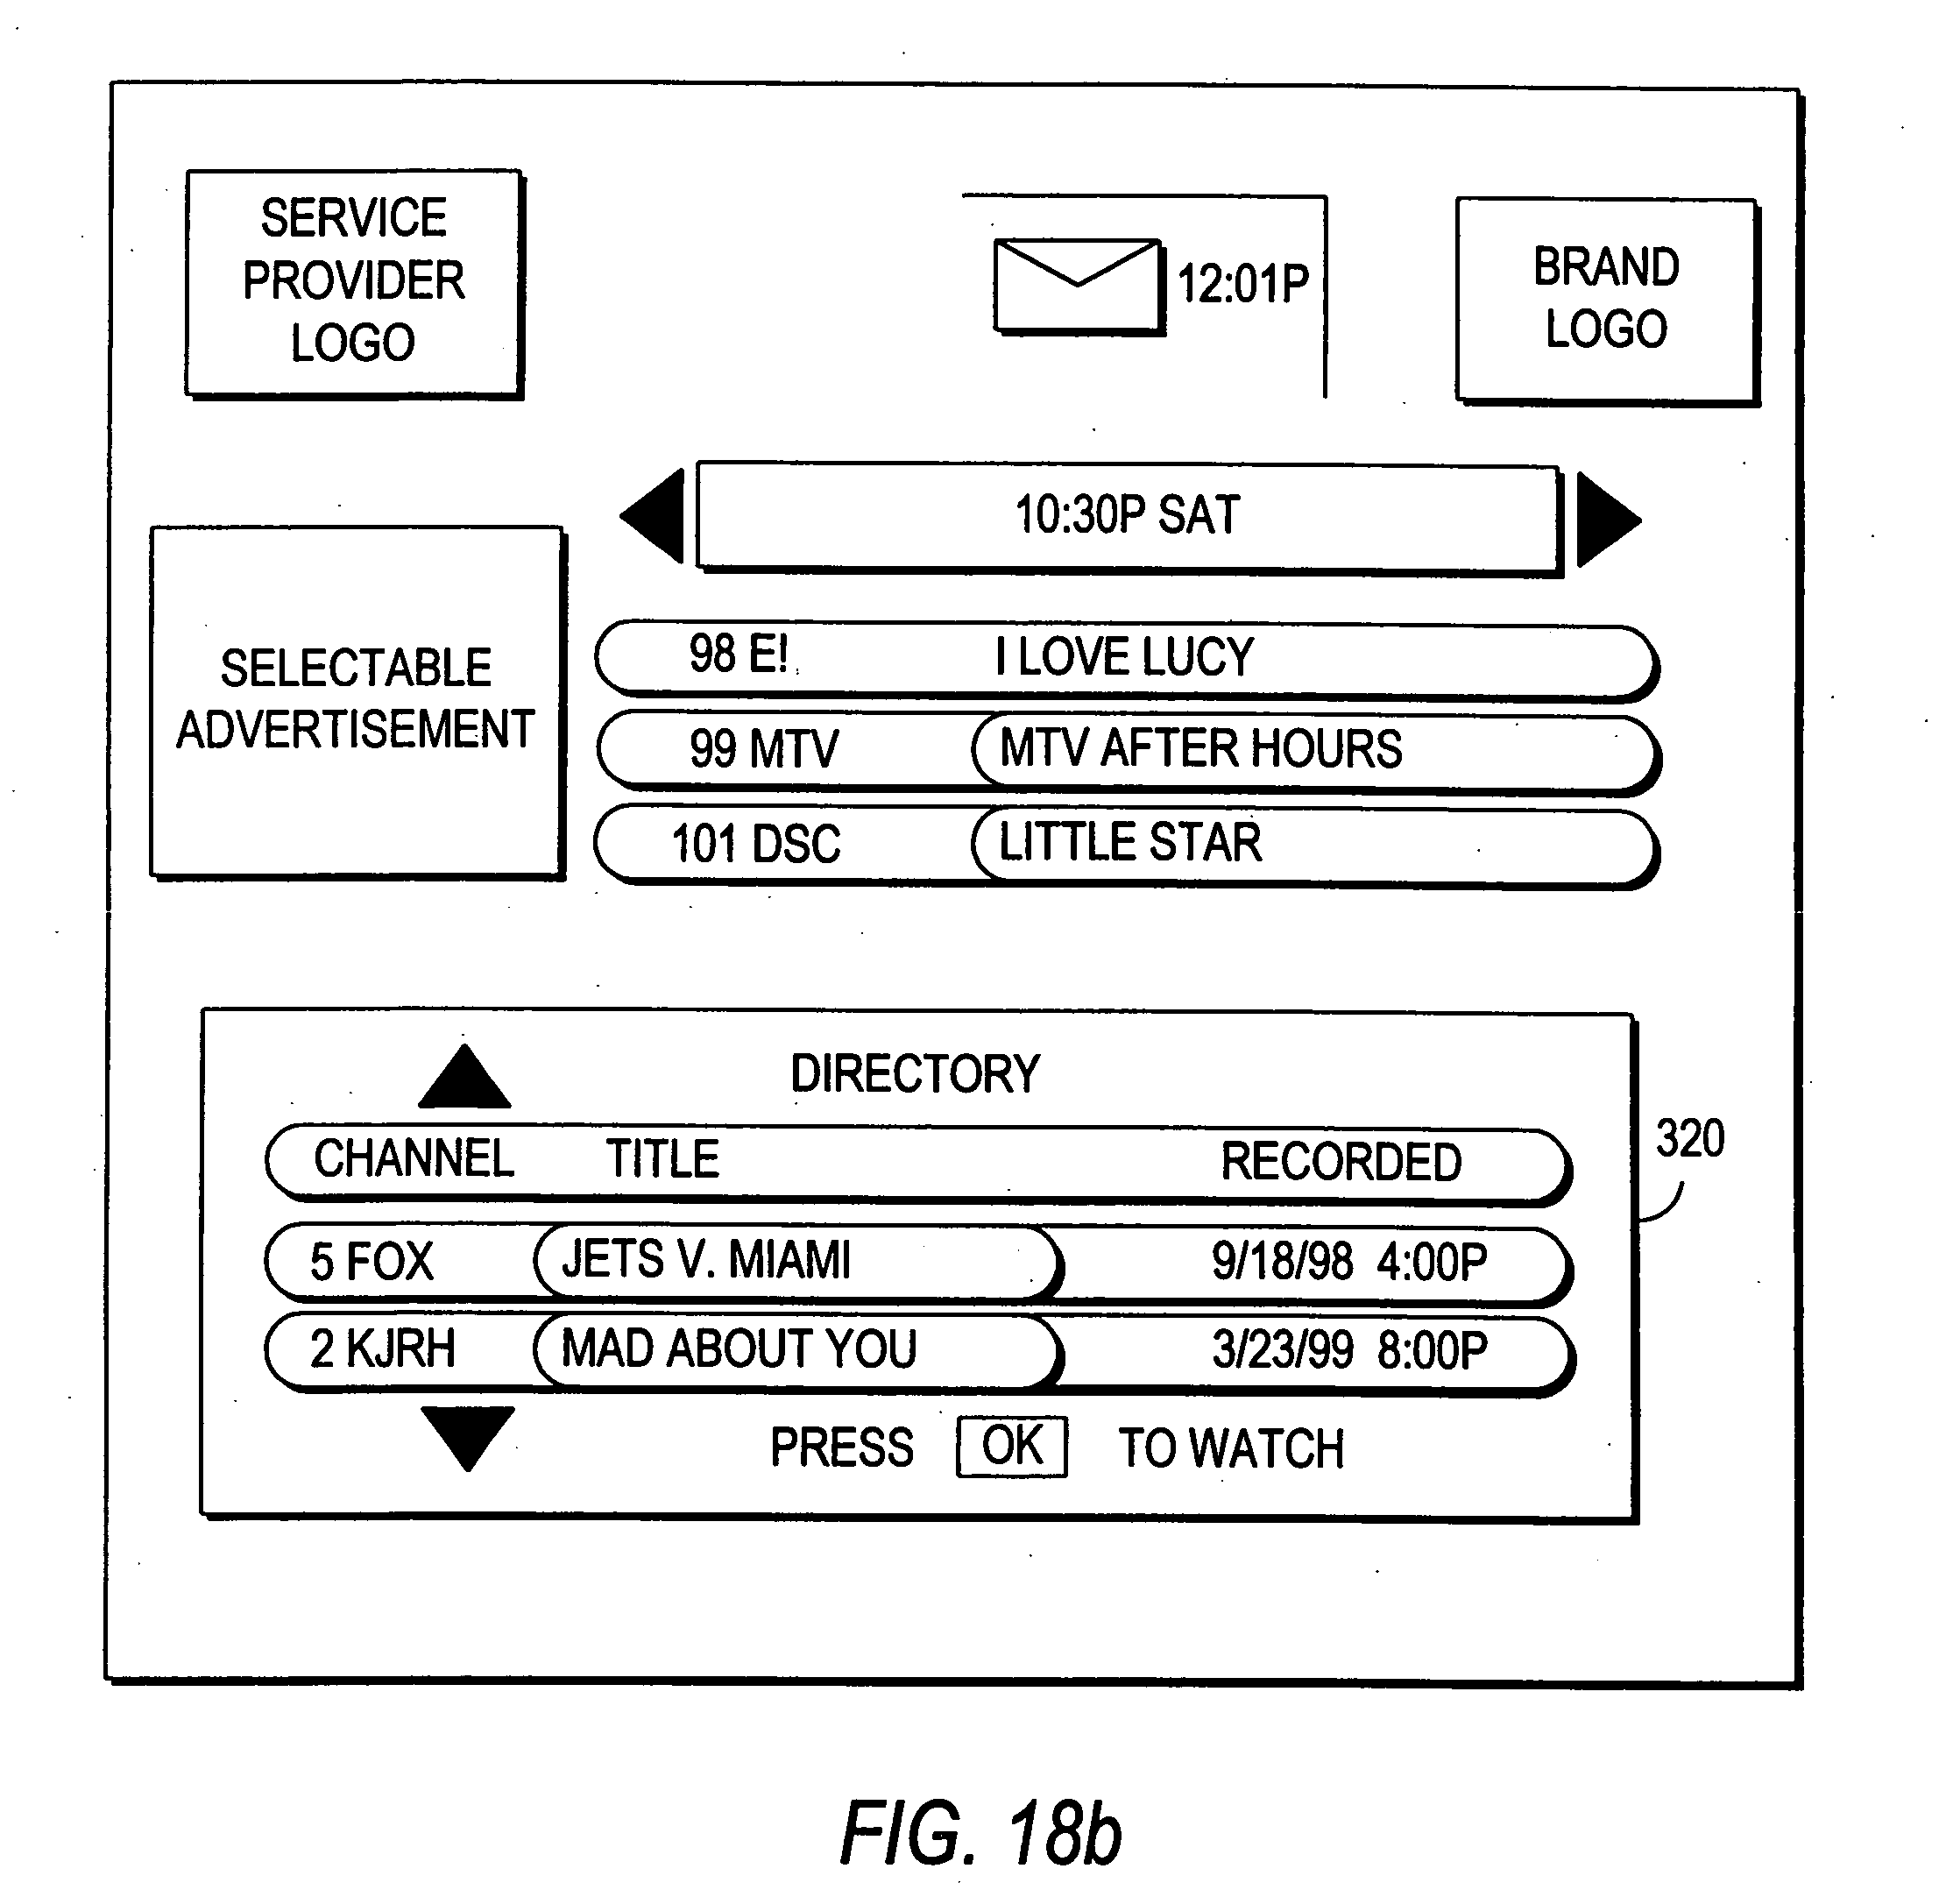 SERVICE
PROVIDER
LOGO
12:01P
BRAND
LOGO
10:30P SAT
SELECTABLE
ADVERTISEMENT
98 E! I LOVE LUCY
99 MTV MTV AFTER HOURS
101 DSC LITTLE STAR
DIRECTORY
CHANNEL TITLE RECORDED
320
5 FOX JETS V. MIAMI 9/18/98 4:00P
2 KJRH MAD ABOUT YOU 3/23/99 8:00P
PRESS OK TO WATCH
FIG. 18b